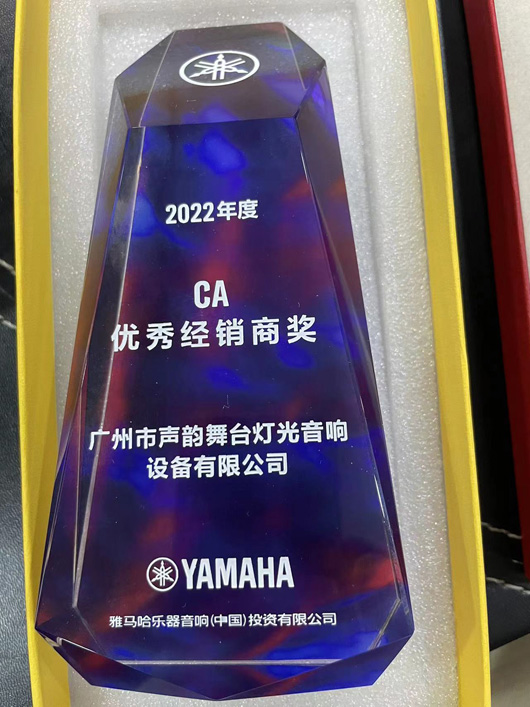 2022年度
CA
优秀经销商奖
广州市声韵舞台灯光音响
设备有限公司
YAMAHA
雅马哈乐器音响(中国)投资有限公司